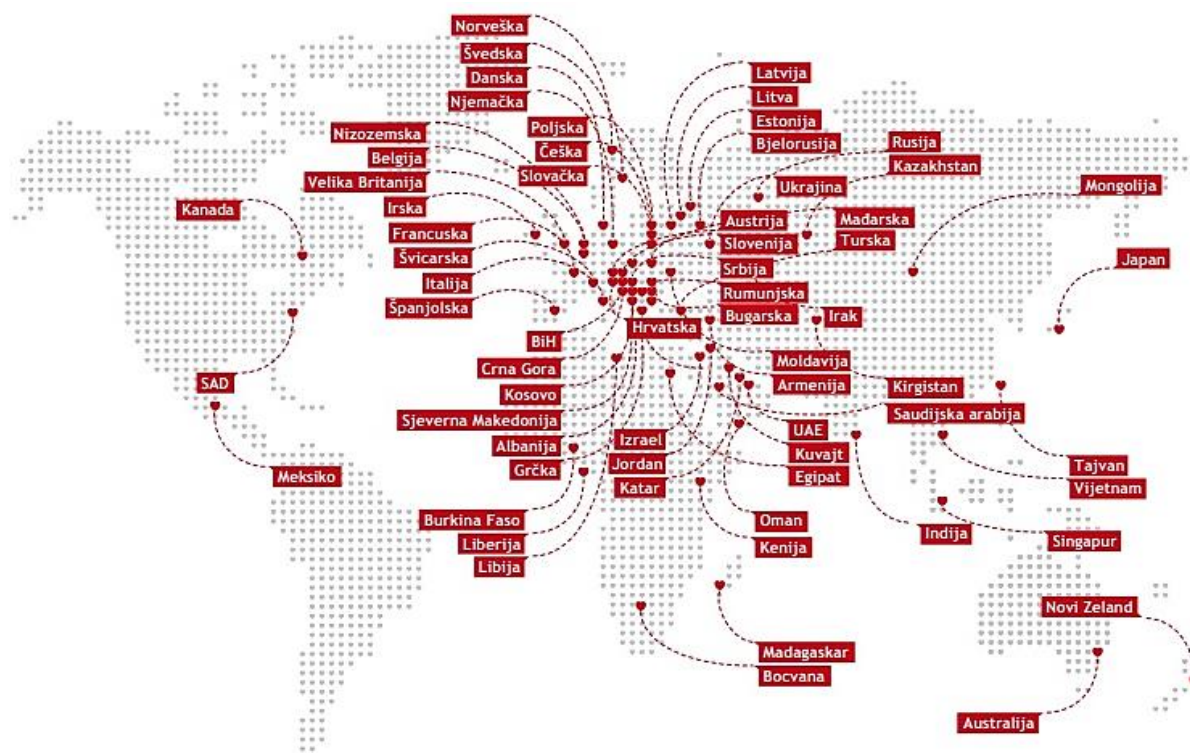 Norveška
Švedska
Danska
Njemačka
Nizozemska
Belgija
Velika Britanija
Irska
Francuska
Švicarska
Italija
Španjolska
Poljska
Češka
Slovačka
Latvija
Litva
Estonija
Bjelorusija
Rusija
Kazakhstan
Ukrajina
Austrija
Mađarska
Slovenija
Turska
Srbija
Rumunjska
Bugarska
Irak
Hrvatska
Mongolija
Japan
Kanada
SAD
Meksiko
BiH
Crna Gora
Kosovo
Sjeverna Makedonija
Albanija
Grčka
Moldavija
Armenija
Kirgistan
Saudijska arabija
Izrael
Jordan
Katar
UAE
Kuvajt
Egipat
Tajvan
Vijetnam
Burkina Faso
Liberija
Libija
Oman
Kenija
Indija
Singapur
Novi Zeland
Madagaskar
Bocvana
Australija